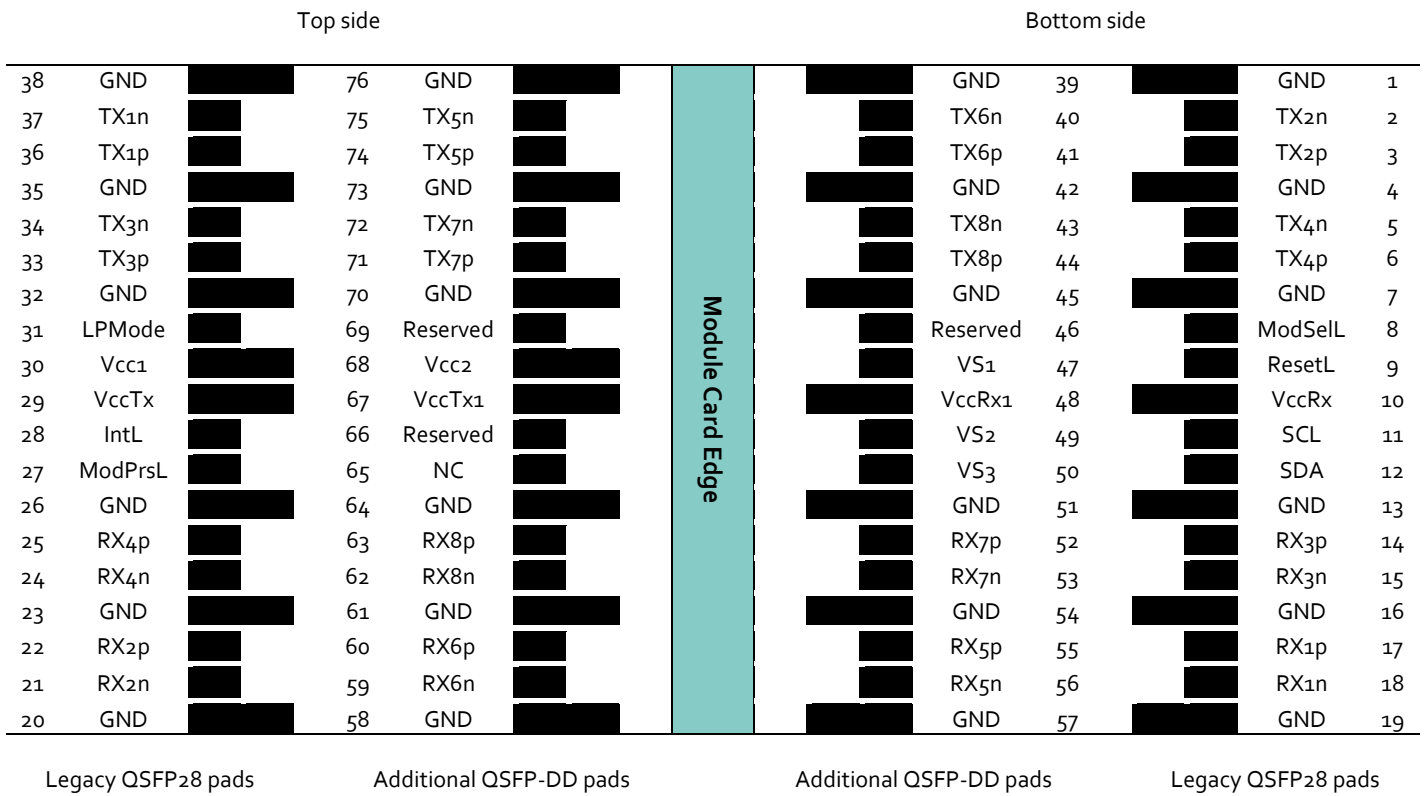 Top side Bottom side
38 GND 76 GND GND 39 GND 1
37 TX1n 75 TX5n TX6n 40 TX2n 2
36 TX1p 74 TX5p TX6p 41 TX2p 3
35 GND 73 GND GND 42 GND 4
34 TX3n 72 TX7n TX8n 43 TX4n 5
33 TX3p 71 TX7p TX8p 44 TX4p 6
32 GND 70 GND GND 45 GND 7
31 LPMode 69 Reserved Reserved 46 ModSelL 8
30 Vcc1 68 Vcc2 VS1 47 ResetL 9
29 VccTx 67 VccTx1 VccRx1 48 VccRx 10
28 IntL 66 Reserved VS2 49 SCL 11
27 ModPrsL 65 NC VS3 50 SDA 12
26 GND 64 GND GND 51 GND 13
25 RX4p 63 RX8p RX7p 52 RX3p 14
24 RX4n 62 RX8n RX7n 53 RX3n 15
23 GND 61 GND GND 54 GND 16
22 RX2p 60 RX6p RX5p 55 RX1p 17
21 RX2n 59 RX6n RX5n 56 RX1n 18
20 GND 58 GND GND 57 GND 19
Module Card Edge
Legacy QSFP28 pads Additional QSFP-DD pads Additional QSFP-DD pads Legacy QSFP28 pads